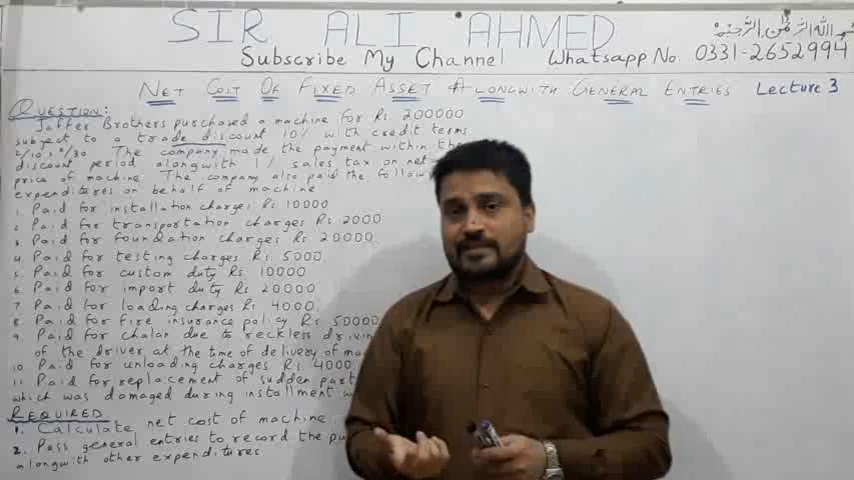 SIR ALI AHMED
Subscribe My Channel Whatsapp No. 0331-2652994
NET COST OF FIXED ASSET ALONGWITH GENERAL ENTRIES Lecture 3
QUESTION:
Jaffer Brothers purchased a machine for Rs. 200000
subject to a trade discount 10% with credit terms
2/10, n/30 The company made the payment within the
discount period alongwith 1% sales tax on net
price of machine. The company also paid the
expenditures on behalf of machine
1. Paid for installation charges Rs 10000
2. Paid for transportation charges Rs 2000
3. Paid for foundation charges Rs 20000.
4. Paid for testing charges Rs 5000
5. Paid for custom duty Rs 10000
6. Paid for import duty Rs 20000
7. Paid for loading charges Rs 4000.
8. Paid for fire insurance policy Rs 50000
9. Paid for chalan due to reckless
of the driver at the time of delivery of
10. Paid for unloading charges Rs 4000.
11. Paid for replacement of sudden
which was damaged during installment
REQUIRED
1. Calculate net cost of machine.
2. Pass general entries to record the
alongwith other expenditures